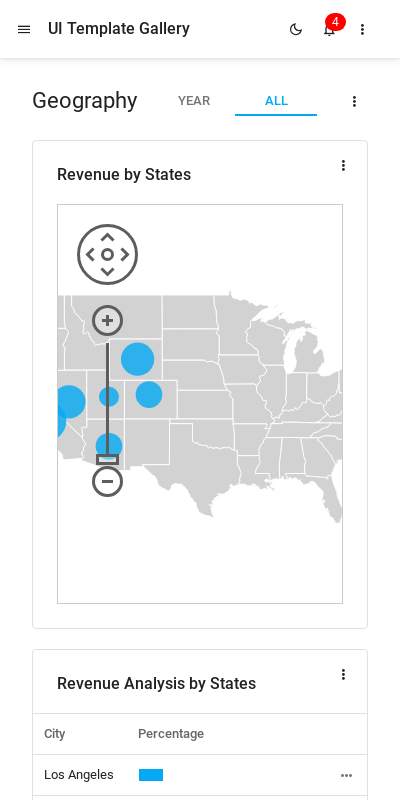 UI Template Gallery
4
Geography
YEAR
ALL
Revenue by States
Revenue Analysis by States
City Percentage
Los Angeles